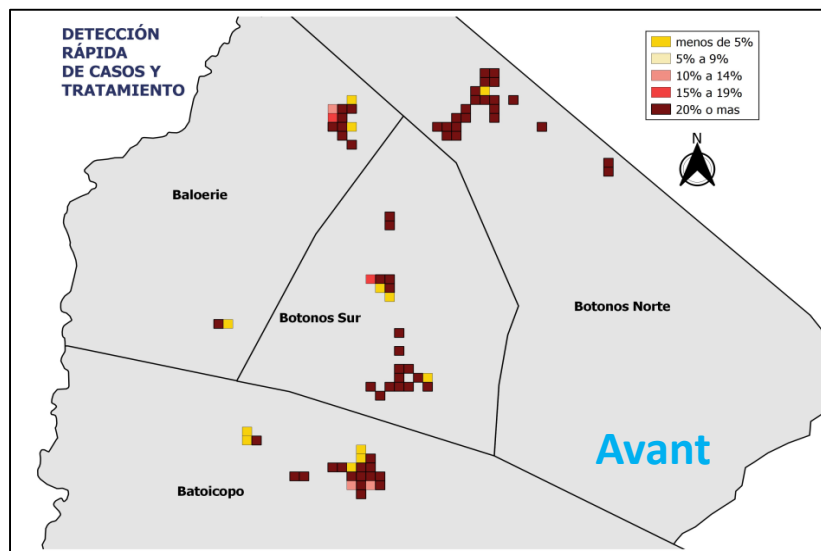 DETECCIÓN
RÁPIDA
DE CASOS Y
TRATAMIENTO
menos de 5%
5% a 9%
10% a 14%
15% a 19%
20% o mas
N
Baloerie
Botonos Norte
Botonos Sur
Avant
Batoicopo